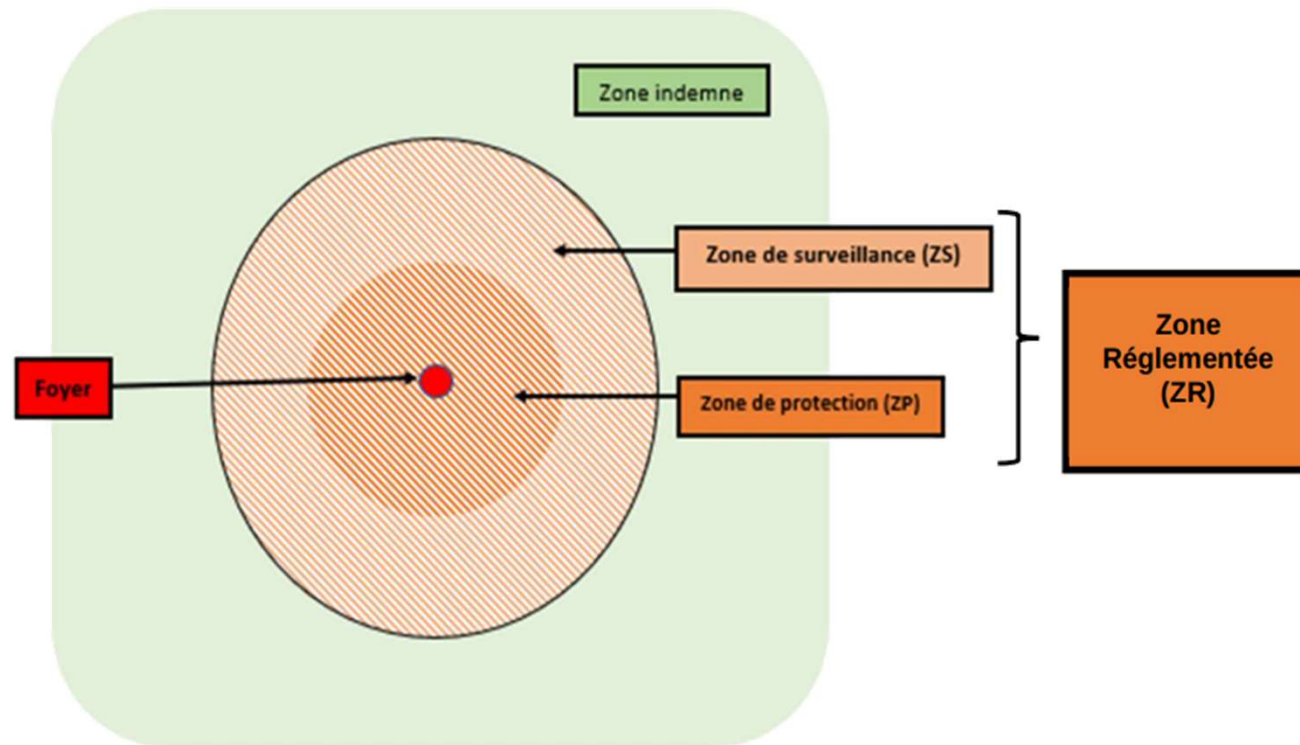 Zone indemne
Zone de surveillance (ZS)
Zone
Réglementée
(ZR)
Foyer
Zone de protection (ZP)